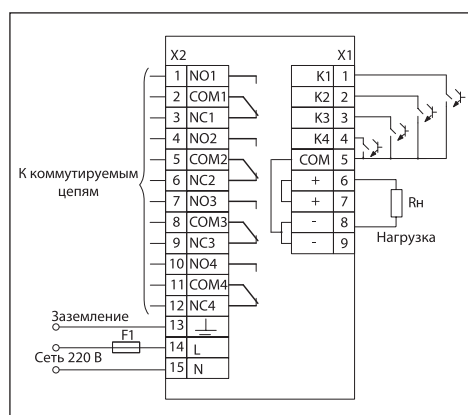 X2
1 NO1
2 COM1
3 NC1
4 NO2
5 COM2
6 NC2
7 NO3
8 COM3
9 NC3
10 NO4
11 COM4
12 NC4
13
14 L
15 N
К коммутируемым
цепям
Заземление
F1
Сеть 220 В
X1
K1 1
K2 2
K3 3
K4 4
COM 5
+ 6
+ 7
- 8
- 9
Rн
Нагрузка